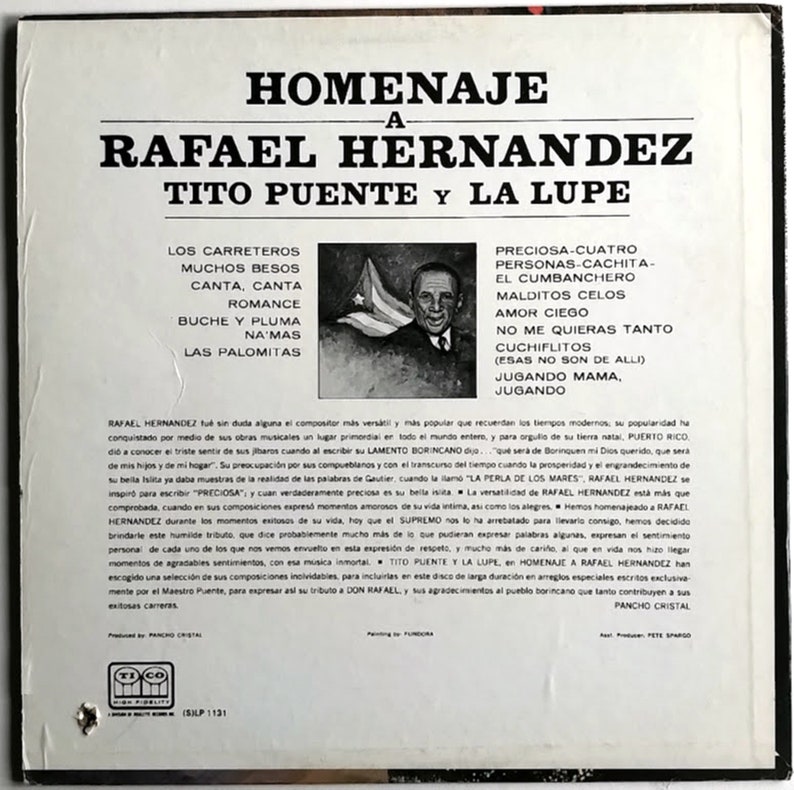 HOMENAJE
A
RAFAEL HERNANDEZ
TITO PUENTE Y LA LUPE
LOS CARRETEROS
MUCHOS BESOS
CANTA, CANTA
ROMANCE
BUCHE Y PLUMA
NA'MAS
LAS PALOMITAS
PRECIOSA-CUATRO
PERSONAS-CACHITA-
EL CUMBANCHERO
MALDITOS CELOS
AMOR CIEGO
NO ME QUIERAS TANTO
CUCHIFLITOS
(ESAS NO SON DE ALLI)
JUGANDO MAMA,
JUGANDO
RAFAEL HERNANDEZ fué sin duda alguna el compositor más versátil y más popular que recuerdan los tiempos modernos; su popularidad ha
conquistado por medio de sus obras musicales un lugar primordial en todo el mundo entero, y para orgullo de su tierra natal, PUERTO RICO,
dió a conocer el triste sentir de sus jíbaros cuando al escribir su LAMENTO BORINCANO dijo . . . "qué será de Borinquen mi Dios querido, que será
de mis hijos y de mi hogar". Su preocupación por sus compueblanos y con el transcurso del tiempo cuando la prosperidad y el engrandecimiento de
su bella Islita ya daba muestras de la realidad de las palabras de Gautier, cuando la llamó "LA PERLA DE LOS MARES", RAFAEL HERNANDEZ se
inspiró para escribir "PRECIOSA"; y cuan verdaderamente preciosa es su bella islita. ■ La versatilidad de RAFAEL HERNANDEZ está más que
comprobada, cuando en sus composiciones expresó momentos amorosos de su vida intima, asi como los alegres. ■ Hemos homenajeado a RAFAEL
HERNANDEZ durante los momentos exitosos de su vida, hoy que el SUPREMO nos lo ha arrebatado para llevarlo consigo, hemos decidido
brindarle este humilde tributo, que dice probablemente mucho más de lo que pudieran expresar palabras algunas, expresan el sentimiento
personal de cada uno de los que nos vemos envuelto en esta expresión de respeto, y mucho más de cariño, al que en vida nos hizo llegar
momentos de agradables sentimientos, con esa música inmortal. ■ TITO PUENTE Y LA LUPE, en HOMENAJE A RAFAEL HERNANDEZ han
escogido una selección de sus composiciones inolvidables, para incluirlas en este disco de larga duración en arreglos especiales escritos exclusiva-
mente por el Maestro Puente, para expresar así su tributo a DON RAFAEL, y sus agradecimientos al pueblo borincano que tanto contribuyen a sus
exitosas carreras. PANCHO CRISTAL
Produced by: PANCHO CRISTAL
Painting by: FUNDORA
Asst. Producer, PETE SPARGO
TICO
HIGH FIDELITY
A DIVISION OF ROULETTE RECORDS INC. (S)LP 1131